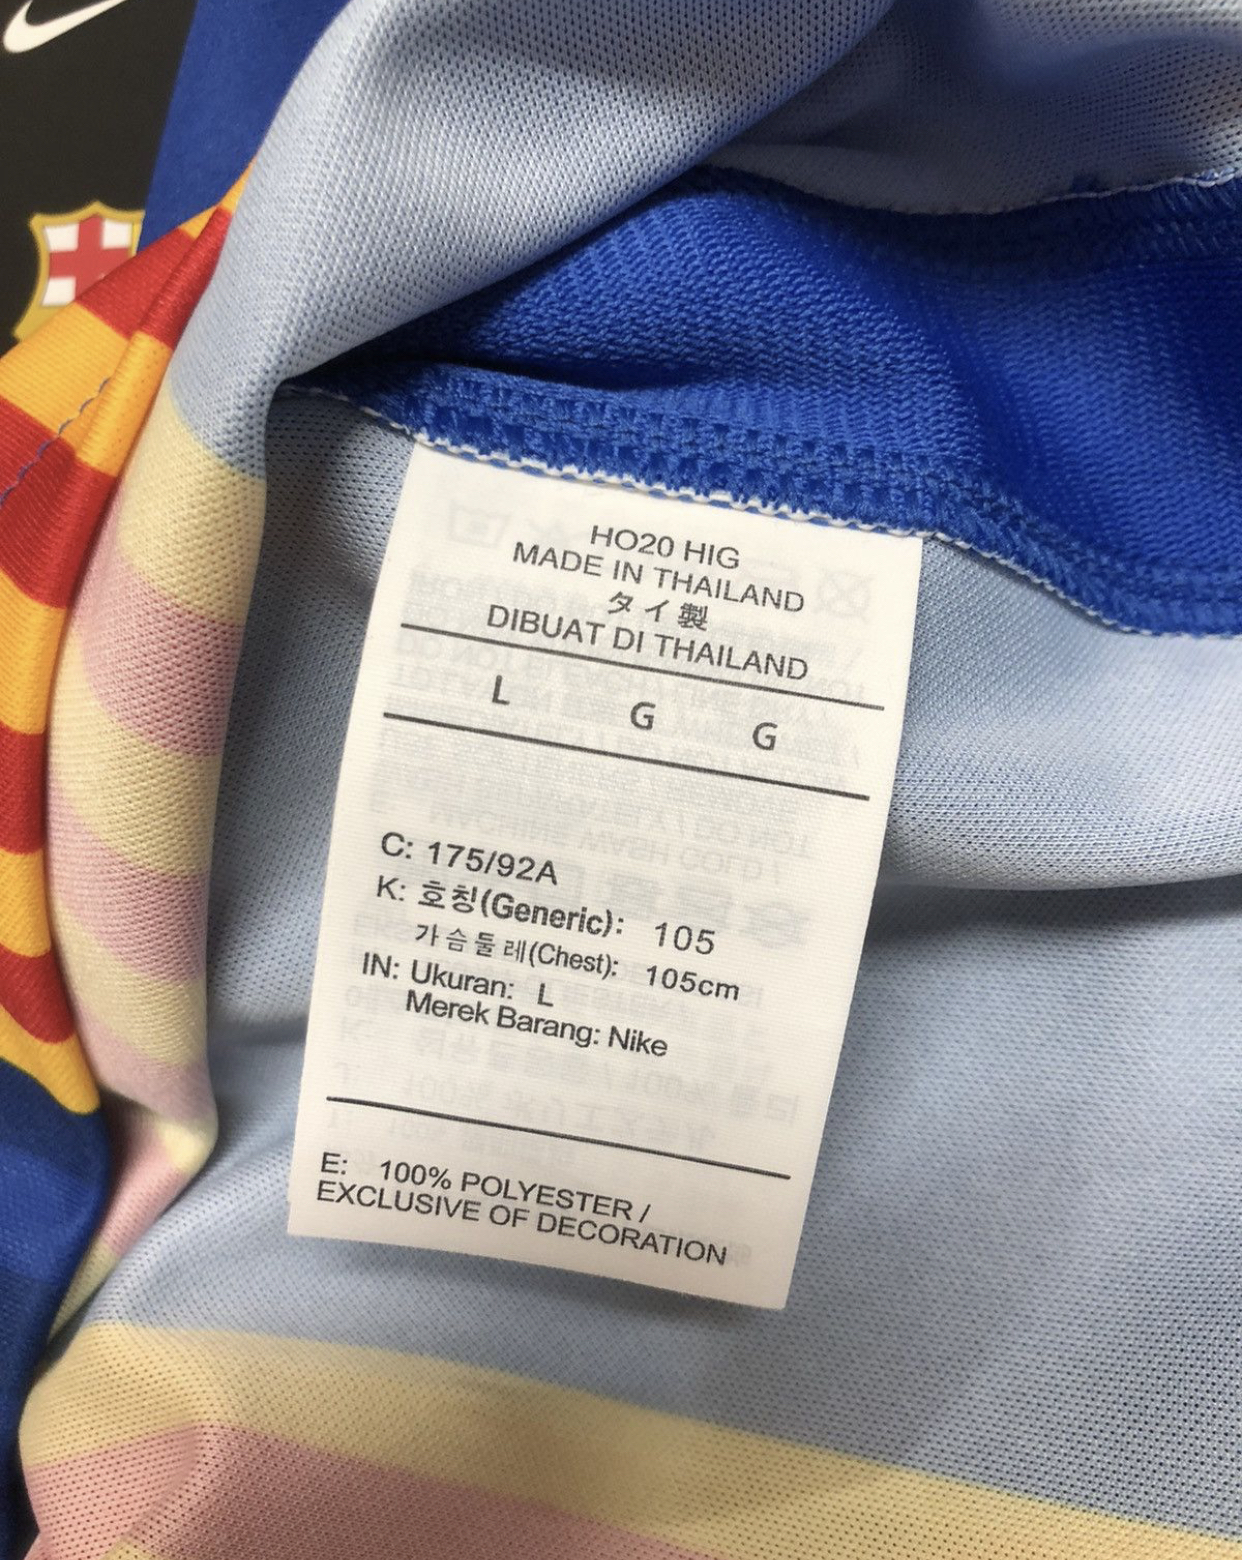 HO20 HIG
MADE IN THAILAND
タイ製
DIBUAT DI THAILAND
L G G
C: 175/92A
K: 호칭(Generic): 105
가슴둘레(Chest): 105cm
IN: Ukuran: L
Merek Barang: Nike
E: 100% POLYESTER /
EXCLUSIVE OF DECORATION